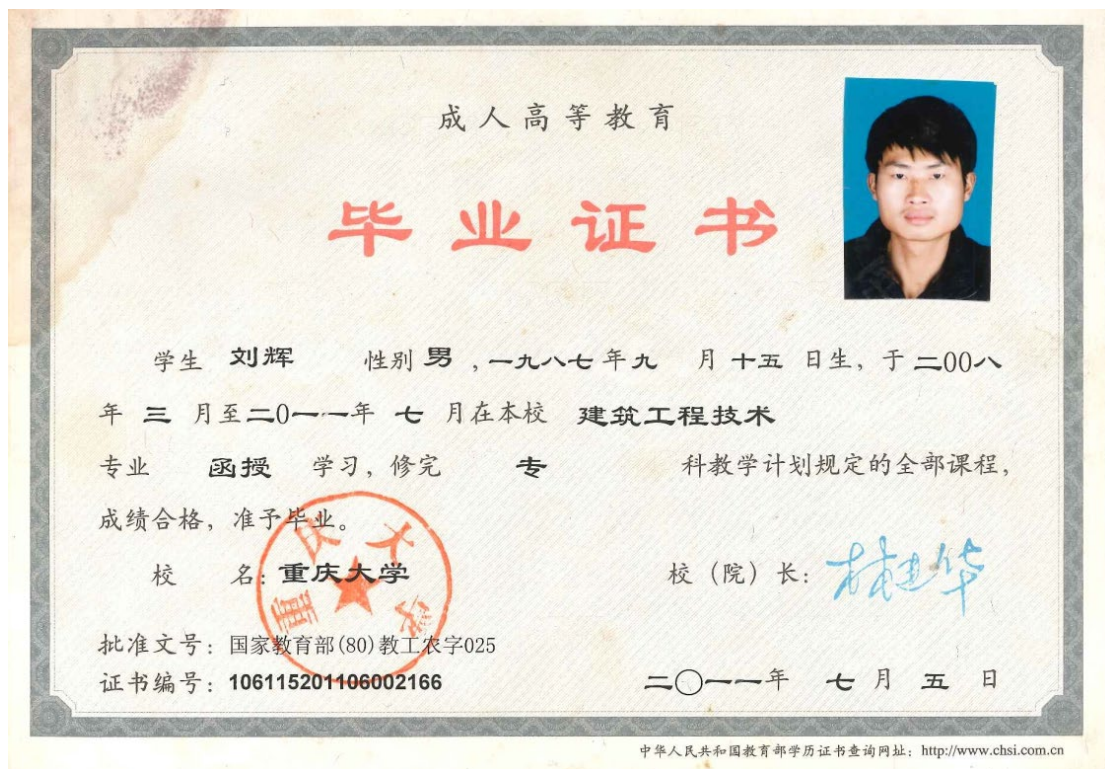 成人高等教育
毕业证书
学生 刘辉 性别 男 ，一九八七年九 月 十五 日生，于 二00八
年 三 月至二0一一年 七 月在本校 建筑工程技术
专业 函授 学习，修完 专 科教学计划规定的全部课程，
成绩合格，准予毕业。
校 名：重庆大学 校（院）长：林建华
重庆大学
批准文号：国家教育部(80)教工农字025
证书编号：106115201106002166 二〇一一年 七 月 五 日
中华人民共和国教育部学历证书查询网址：http://www.chsi.com.cn